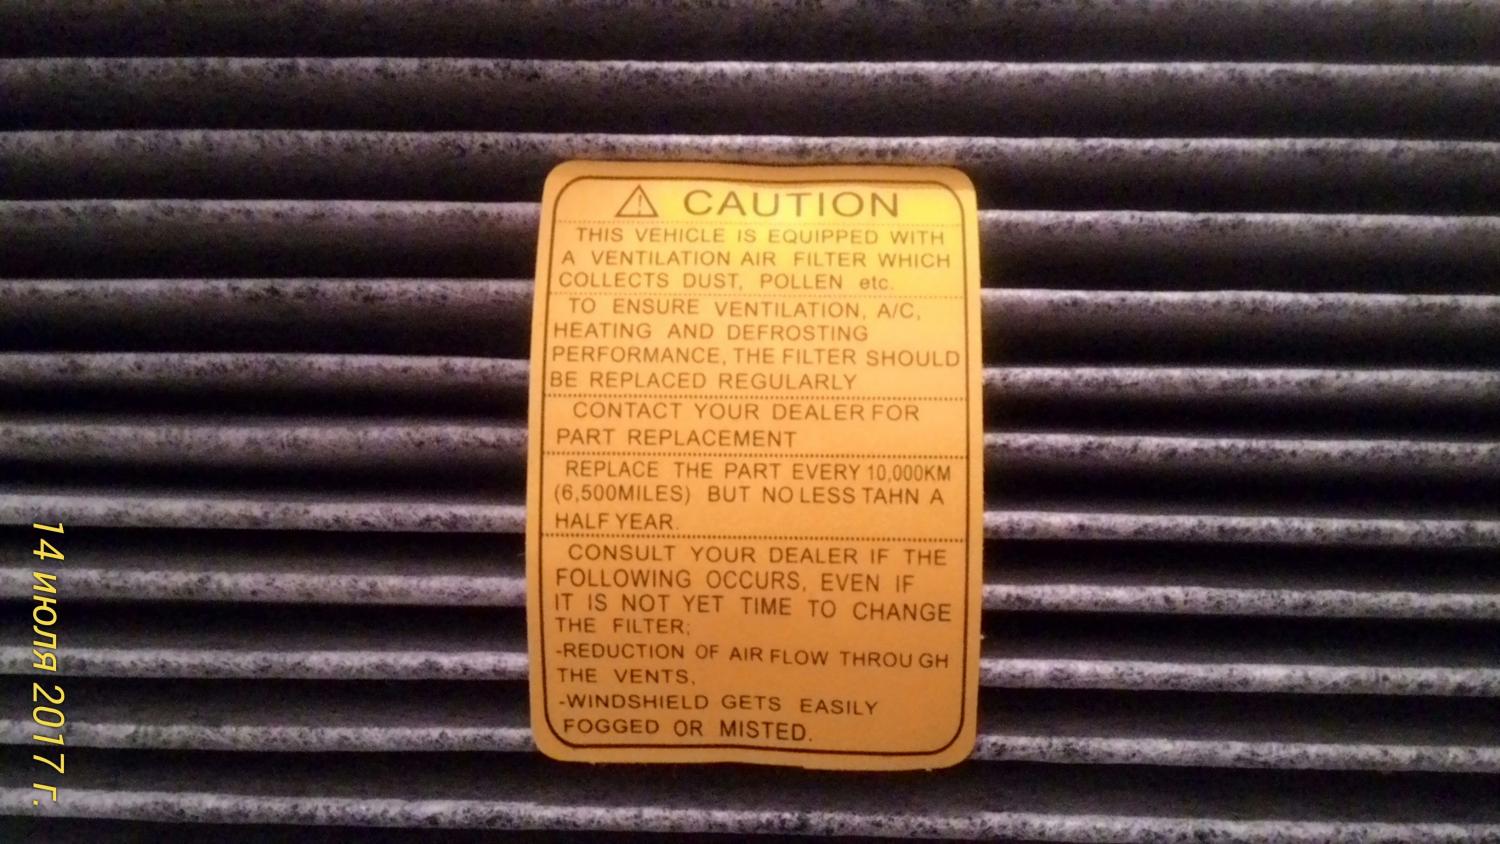 CAUTION
THIS VEHICLE IS EQUIPPED WITH
A VENTILATION AIR FILTER WHICH
COLLECTS DUST, POLLEN etc.
TO ENSURE VENTILATION, A/C,
HEATING AND DEFROSTING
PERFORMANCE, THE FILTER SHOULD
BE REPLACED REGULARLY
CONTACT YOUR DEALER FOR
PART REPLACEMENT
REPLACE THE PART EVERY 10,000KM
(6,500MILES) BUT NO LESS TAHN A
HALF YEAR.
CONSULT YOUR DEALER IF THE
FOLLOWING OCCURS, EVEN IF
IT IS NOT YET TIME TO CHANGE
THE FILTER;
-REDUCTION OF AIR FLOW THROU GH
THE VENTS,
-WINDSHIELD GETS EASILY
FOGGED OR MISTED.
14 июля 2017 г.